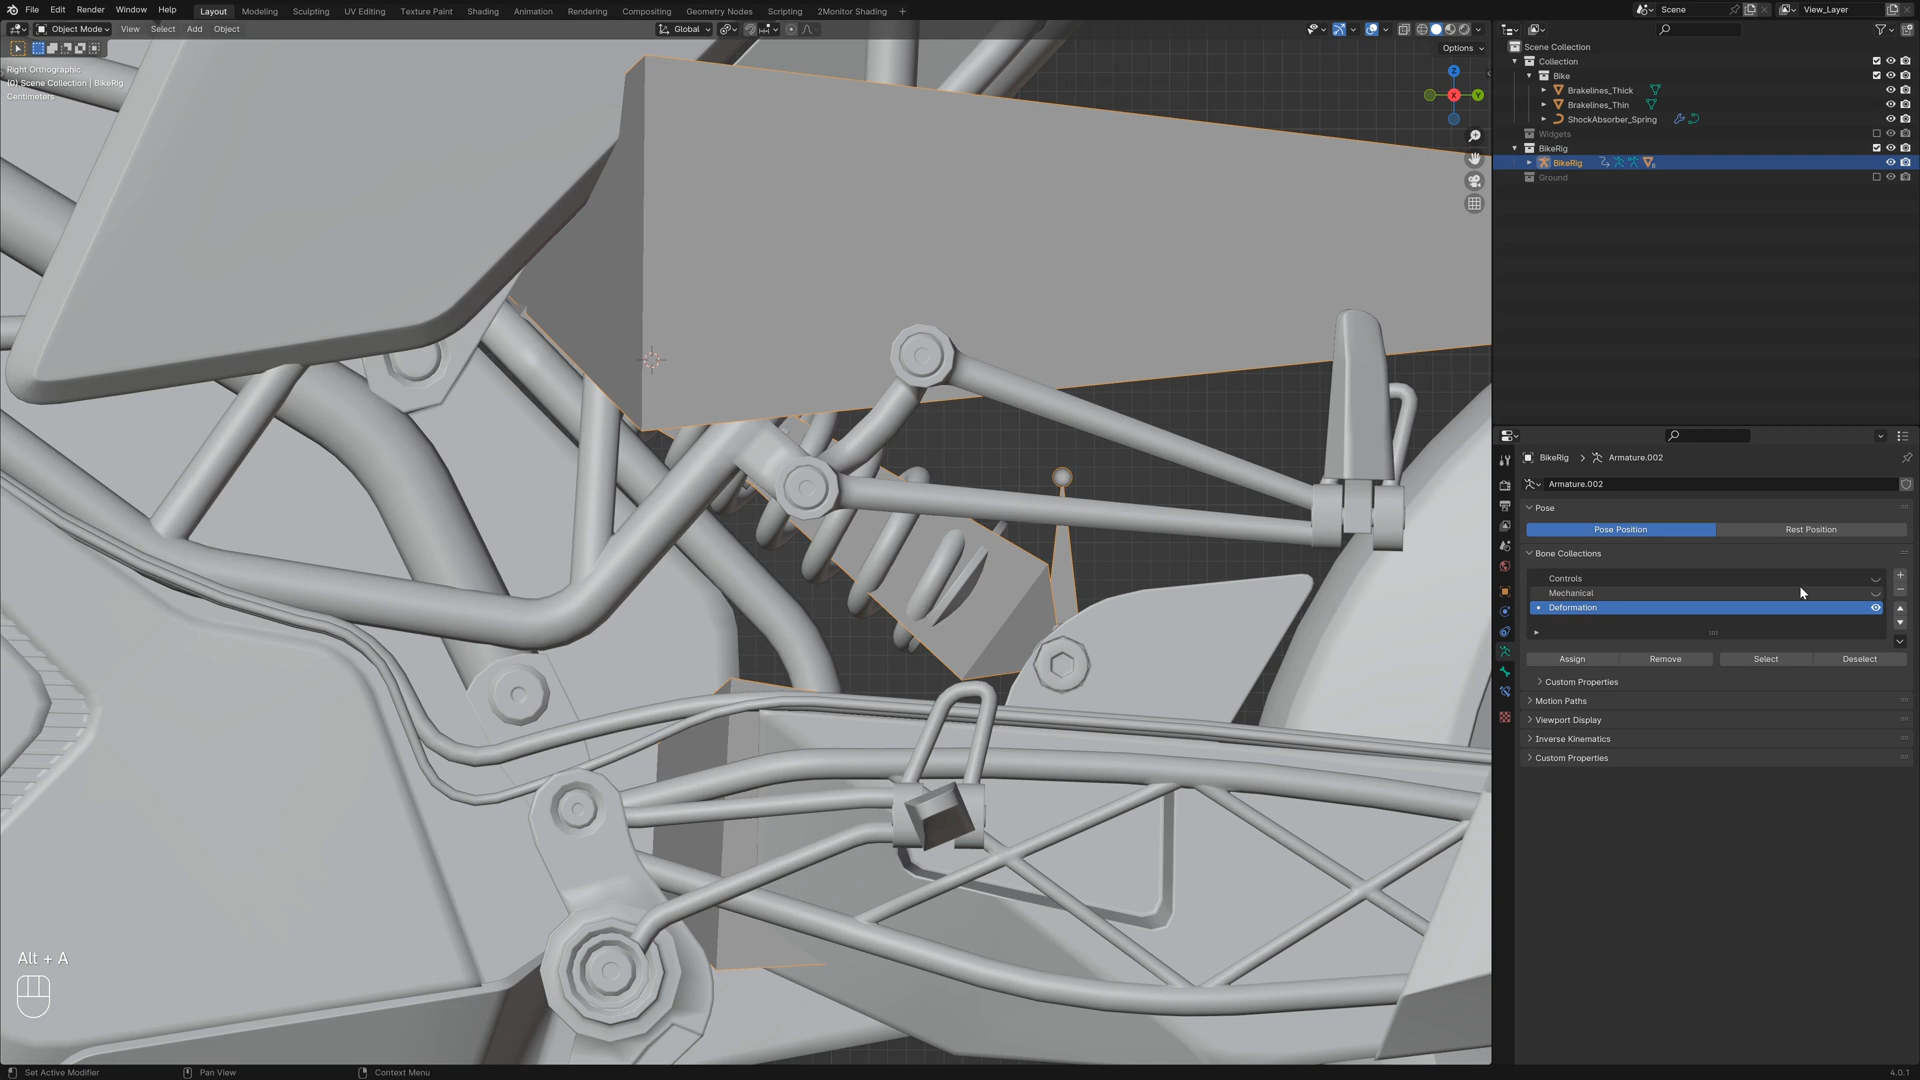 File Edit Render Window Help Layout Modeling Sculpting UV Editing Texture Paint Shading Animation Rendering Compositing Geometry Nodes Scripting 2Monitor Shading + Scene View_Layer
Object Mode View Select Add Object Global
Options
Right Orthographic
(0) Scene Collection | BikeRig
Centimeters
Z
X
Y
Scene Collection
Collection
Bike
Brakelines_Thick
Brakelines_Thin
ShockAbsorber_Spring
Widgets
BikeRig
BikeRig
Ground
BikeRig > Armature.002
Armature.002
Pose
Pose Position Rest Position
Bone Collections
Controls
Mechanical
Deformation
Assign Remove Select Deselect
Custom Properties
Motion Paths
Viewport Display
Inverse Kinematics
Custom Properties
Alt + A
Set Active Modifier Pan View Context Menu 4.0.1